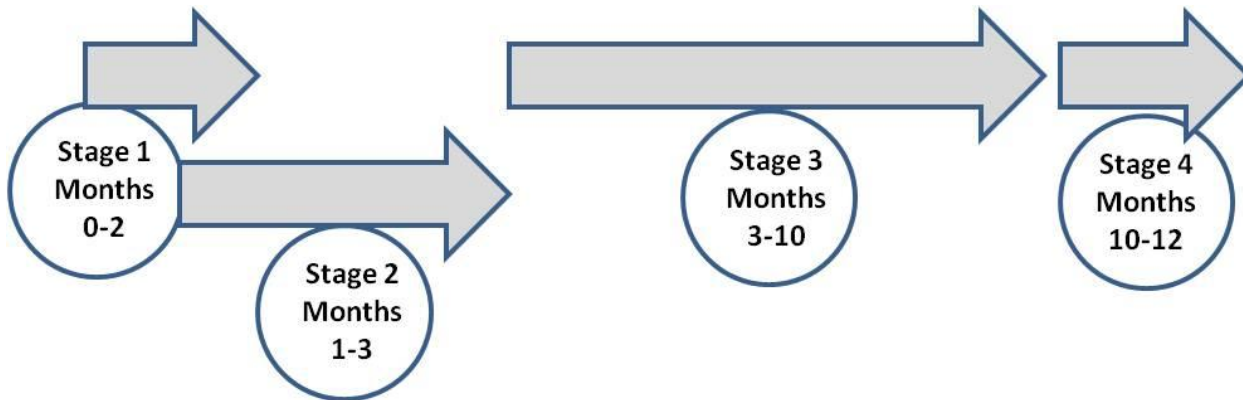 Stage 1
Months
0-2
Stage 2
Months
1-3
Stage 3
Months
3-10
Stage 4
Months
10-12